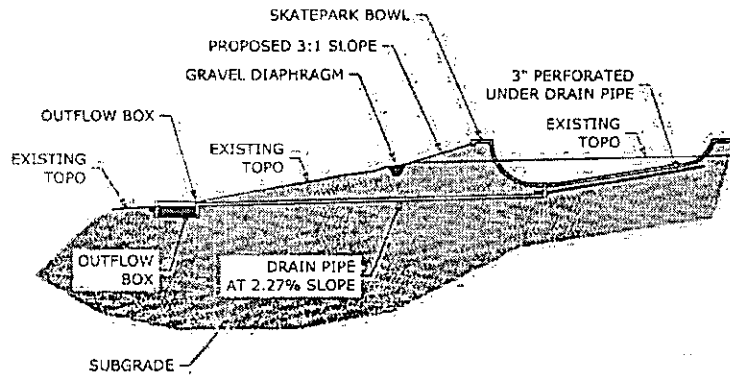 SKATEPARK BOWL
PROPOSED 3:1 SLOPE
GRAVEL DIAPHRAGM
3" PERFORATED
UNDER DRAIN PIPE
OUTFLOW BOX
EXISTING
TOPO
EXISTING
TOPO
EXISTING
TOPO
OUTFLOW
BOX
DRAIN PIPE
AT 2.27% SLOPE
SUBGRADE